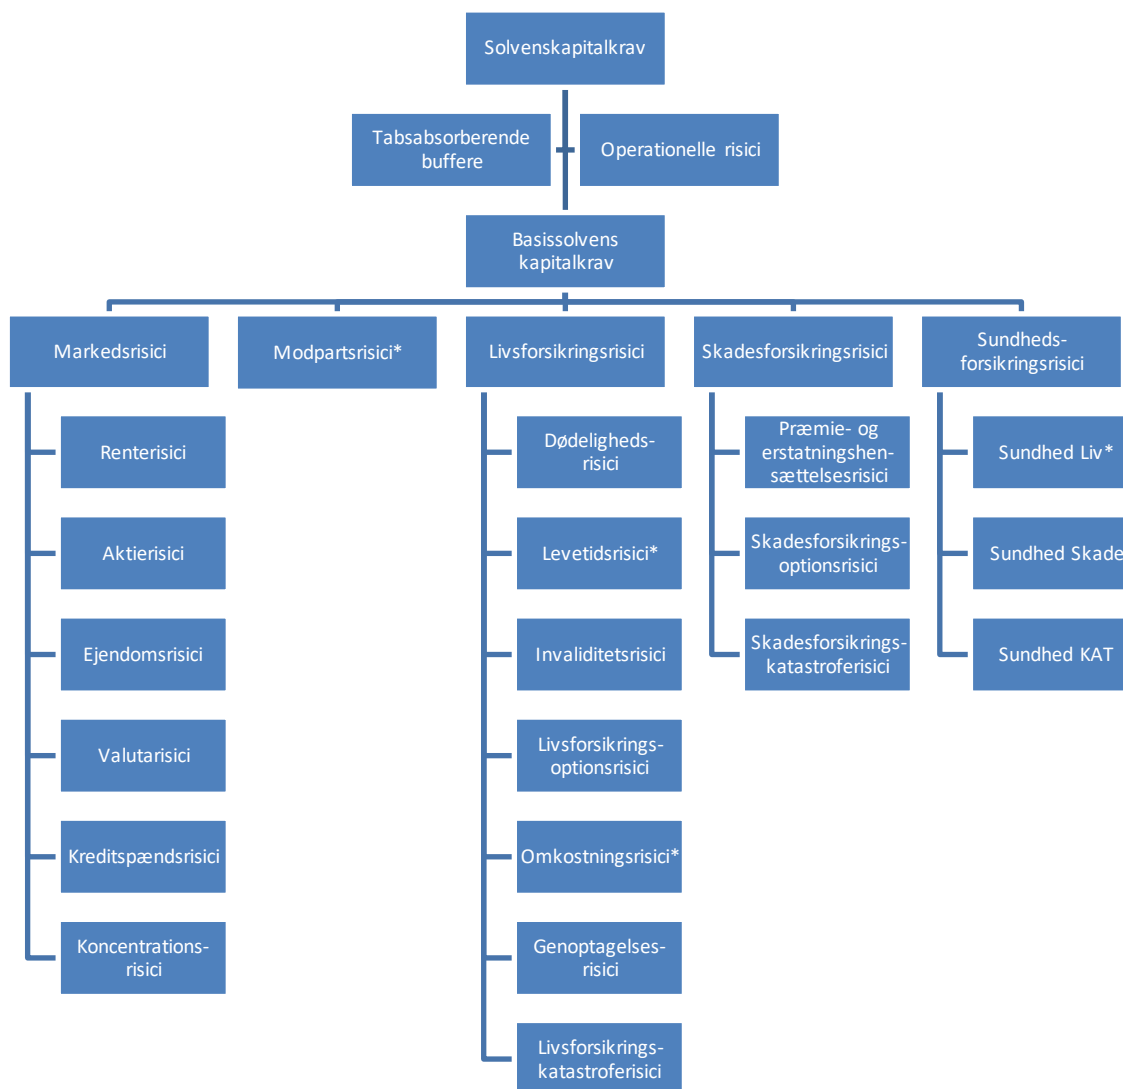 Solvenskapitalkrav
Tabsabsorberende
buffere
Operationelle risici
Basissolvens
kapitalkrav
Markedsrisici
Modpartsrisici*
Livsforsikringsrisici
Skadesforsikringsrisici
Sundheds-
forsikringsrisici
Renterisici
Aktierisici
Ejendomsrisici
Valutarisici
Kreditspændsrisici
Koncentrations-
risici
Dødeligheds-
risici
Levetidsrisici*
Invaliditetsrisici
Livsforsikrings-
optionsrisici
Omkostningsrisici*
Genoptagelses-
risici
Livsforsikrings-
katastroferisici
Præmie- og
erstatningshen-
sættelsesrisici
Skadesforsikrings-
optionsrisici
Skadesforsikrings-
katastroferisici
Sundhed Liv*
Sundhed Skade
Sundhed KAT